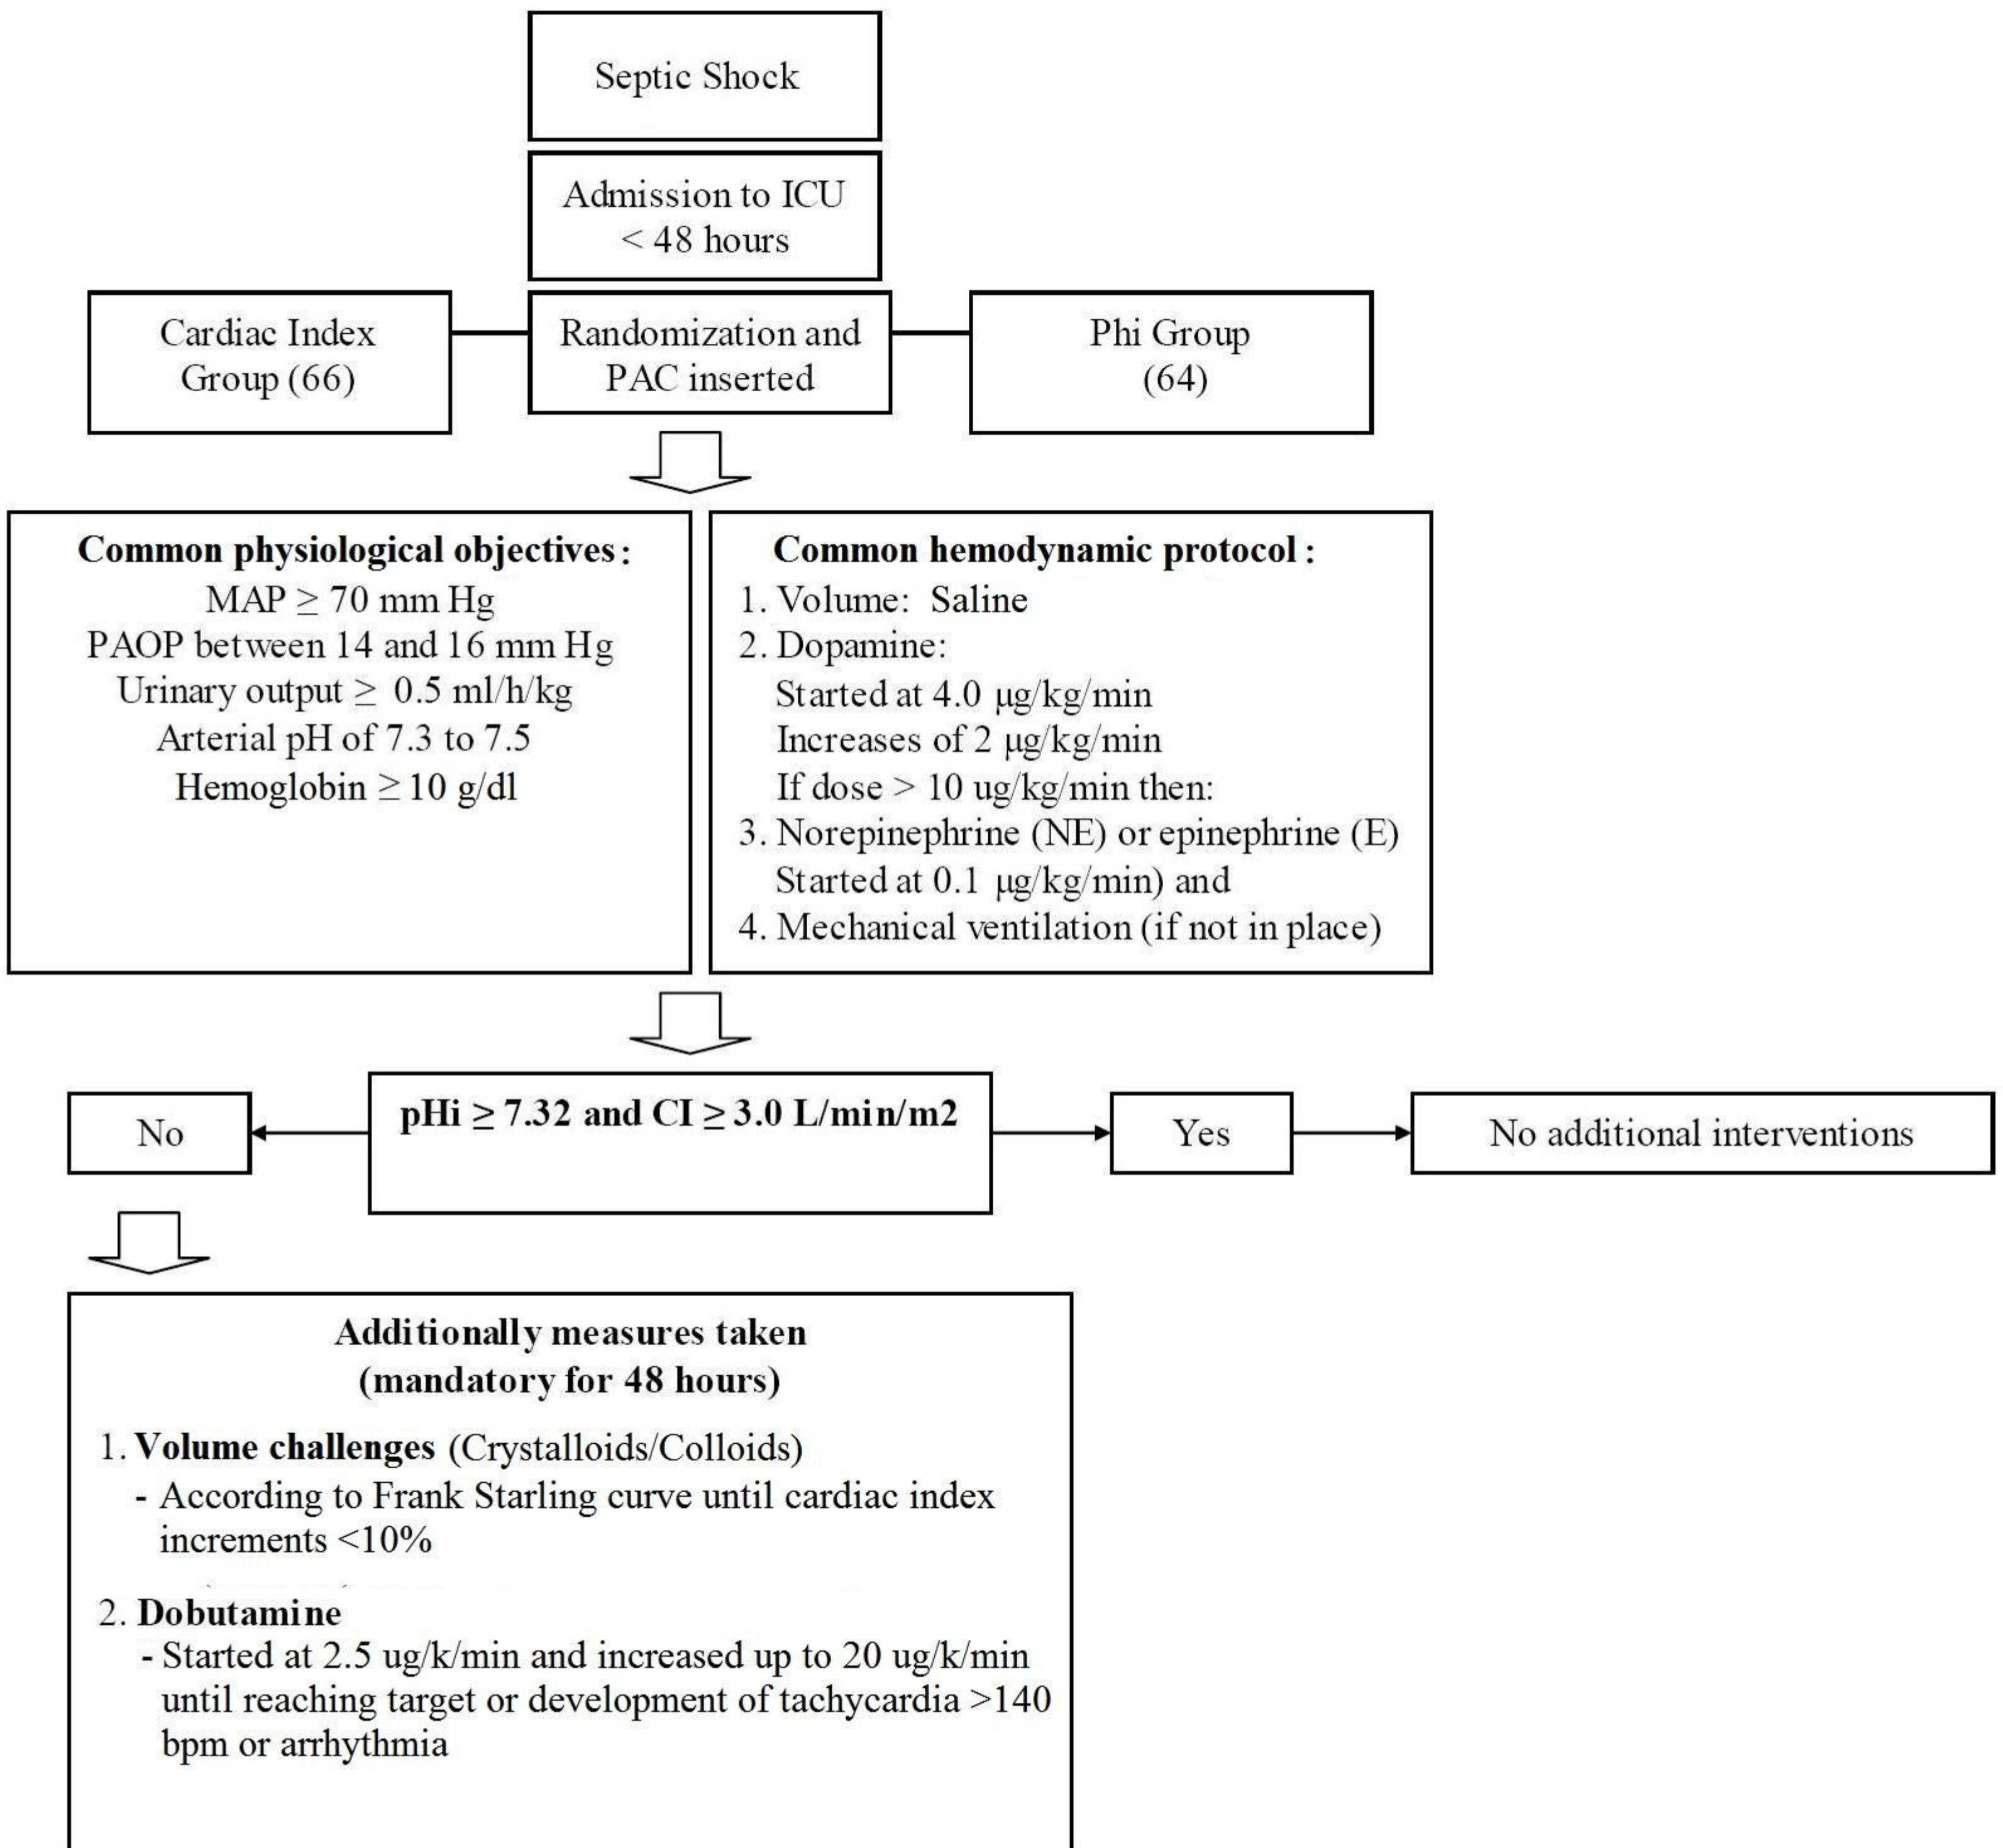 Septic Shock
Admission to ICU
< 48 hours
Cardiac Index
Group (66)
Randomization and
PAC inserted
Phi Group
(64)
Common physiological objectives:
MAP ≥ 70 mm Hg
PAOP between 14 and 16 mm Hg
Urinary output ≥ 0.5 ml/h/kg
Arterial pH of 7.3 to 7.5
Hemoglobin ≥ 10 g/dl
Common hemodynamic protocol :
1. Volume: Saline
2. Dopamine:
Started at 4.0 µg/kg/min
Increases of 2 µg/kg/min
If dose > 10 ug/kg/min then:
3. Norepinephrine (NE) or epinephrine (E)
Started at 0.1 µg/kg/min) and
4. Mechanical ventilation (if not in place)
No
pHi ≥ 7.32 and CI ≥ 3.0 L/min/m2
Yes
No additional interventions
Additionally measures taken
(mandatory for 48 hours)
1. Volume challenges (Crystalloids/Colloids)
- According to Frank Starling curve until cardiac index
increments <10%
2. Dobutamine
- Started at 2.5 ug/k/min and increased up to 20 ug/k/min
until reaching target or development of tachycardia >140
bpm or arrhythmia